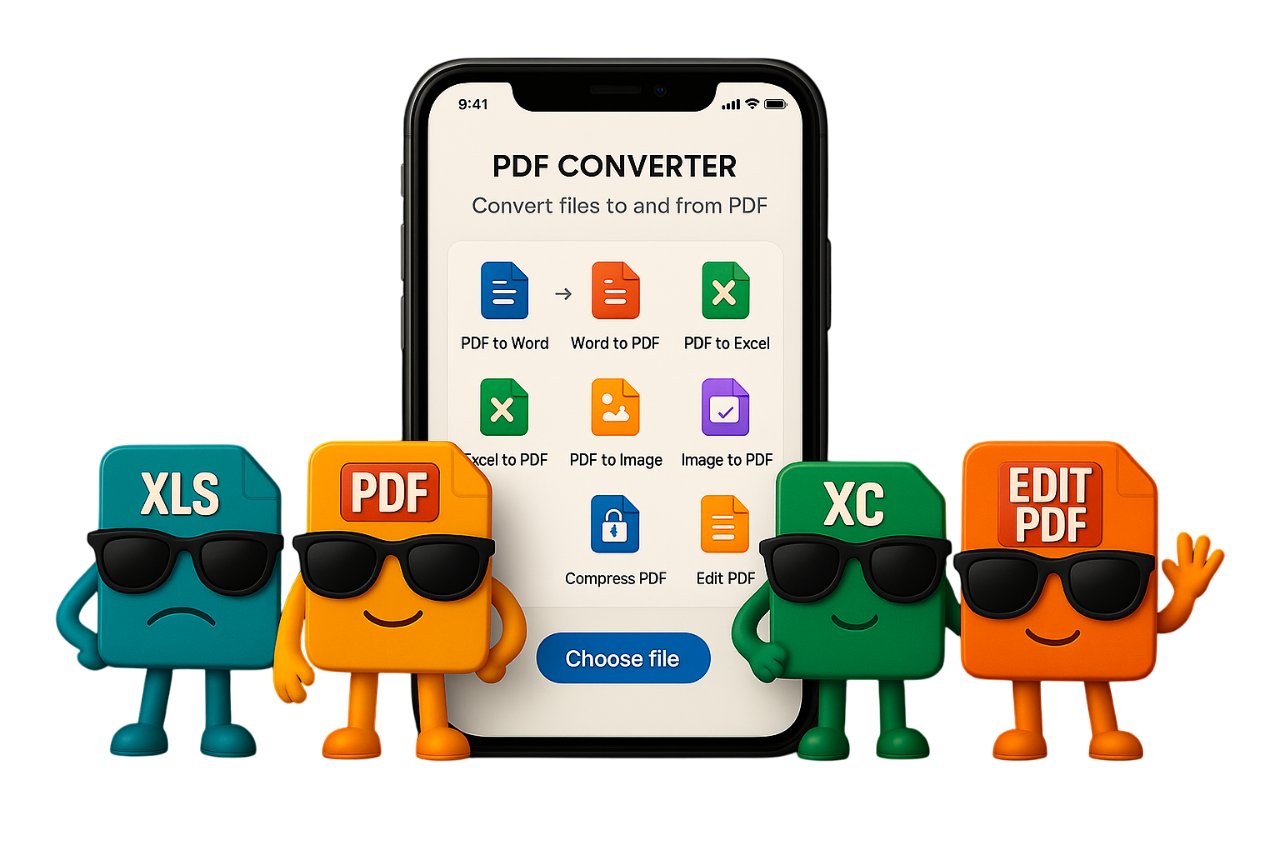 9:41
PDF CONVERTER
Convert files to and from PDF
PDF to Word
Word to PDF
PDF to Excel
Excel to PDF
PDF to Image
Image to PDF
Compress PDF
Edit PDF
Choose file
XLS
PDF
XC
EDIT
PDF